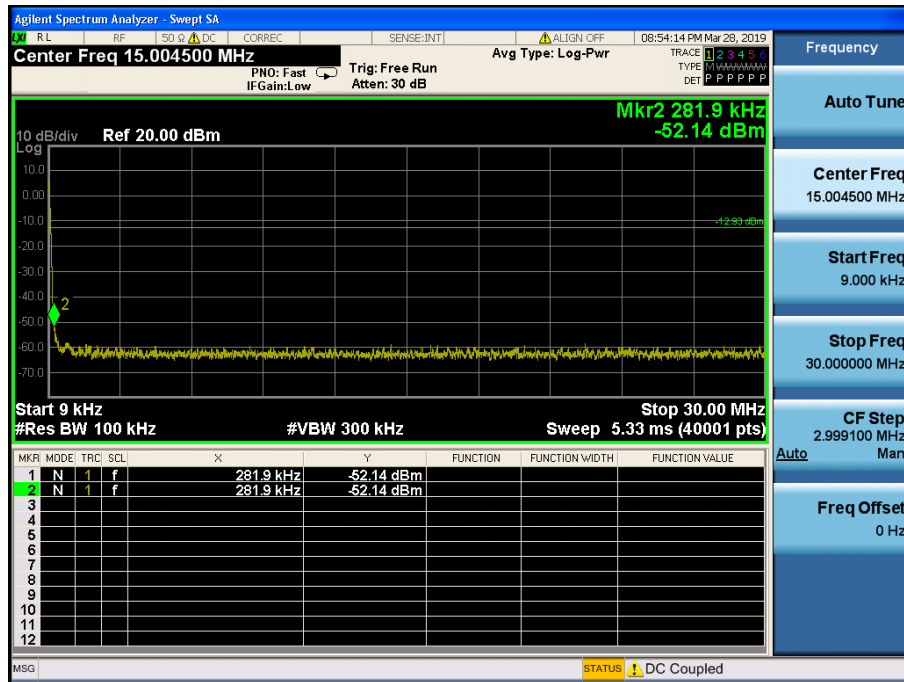 Agilent Spectrum Analyzer - Swept SA
LXI RL RF 50 Ω DC CORREC SENSE:INT ALIGN OFF 08:54:14 PM Mar 28, 2019
Center Freq 15.004500 MHz
PNO: Fast
IFGain:Low
Trig: Free Run
Atten: 30 dB
Avg Type: Log-Pwr
TRACE 1 2 3 4 5 6
TYPE MWWWWW
DET P P P P P P
Mkr2 281.9 kHz
-52.14 dBm
10 dB/div Ref 20.00 dBm
Log
10.0
0.00
-10.0
-12.93 dBm
-20.0
-30.0
-40.0
2
-50.0
-60.0
-70.0
Start 9 kHz Stop 30.00 MHz
#Res BW 100 kHz #VBW 300 kHz Sweep 5.33 ms (40001 pts)
MKR MODE TRC SCL X Y FUNCTION FUNCTION WIDTH FUNCTION VALUE
1 N 1 f 281.9 kHz -52.14 dBm
2 N 1 f 281.9 kHz -52.14 dBm
3
4
5
6
7
8
9
10
11
12
MSG STATUS DC Coupled
Frequency
Auto Tune
Center Freq
15.004500 MHz
Start Freq
9.000 kHz
Stop Freq
30.000000 MHz
CF Step
2.999100 MHz
Auto Man
Freq Offset
0 Hz